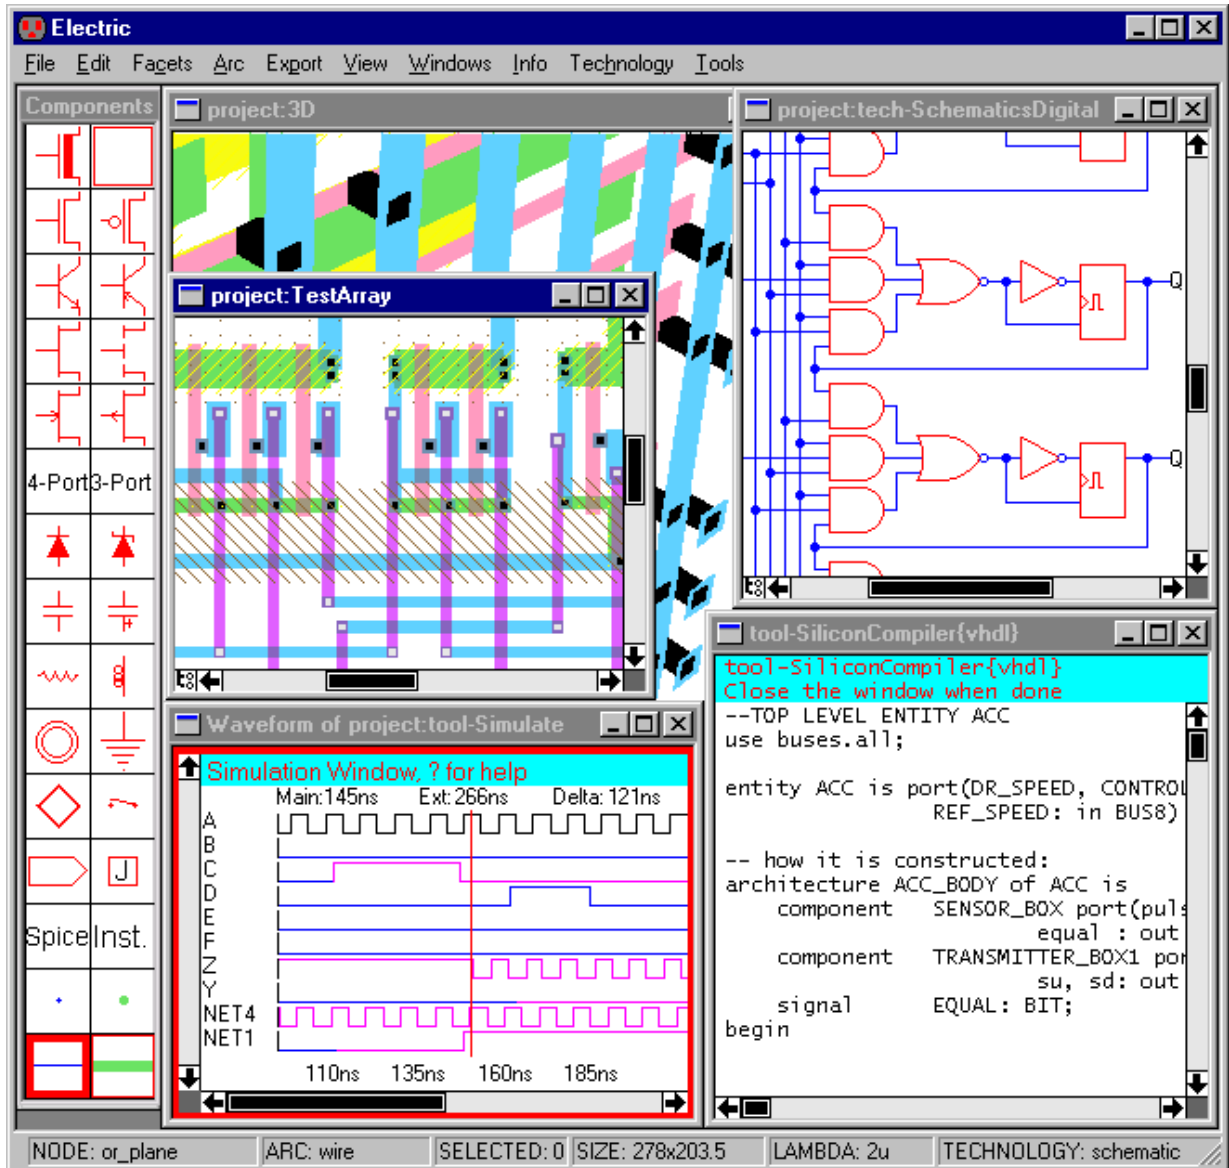 Electric
File Edit Facets Arc Export View Windows Info Technology Tools
Components
4-Port 3-Port
J
Spice Inst.
project:3D
project:TestArray
project:tech-SchematicsDigital
Q
Q
Waveform of project:tool-Simulate
Simulation Window, ? for help
Main:145ns Ext:266ns Delta: 121ns
A
B
C
D
E
F
Z
Y
NET4
NET1
110ns 135ns 160ns 185ns
tool-SiliconCompiler{vhdl}
tool-SiliconCompiler{vhdl}
Close the window when done
--TOP LEVEL ENTITY ACC
use buses.all;
entity ACC is port(DR_SPEED, CONTROL
REF_SPEED: in BUS8)
-- how it is constructed:
architecture ACC_BODY of ACC is
component SENSOR_BOX port(puls
equal : out
component TRANSMITTER_BOX1 por
su, sd: out
signal EQUAL: BIT;
begin
NODE: or_plane ARC: wire SELECTED: 0 SIZE: 278x203.5 LAMBDA: 2u TECHNOLOGY: schematic